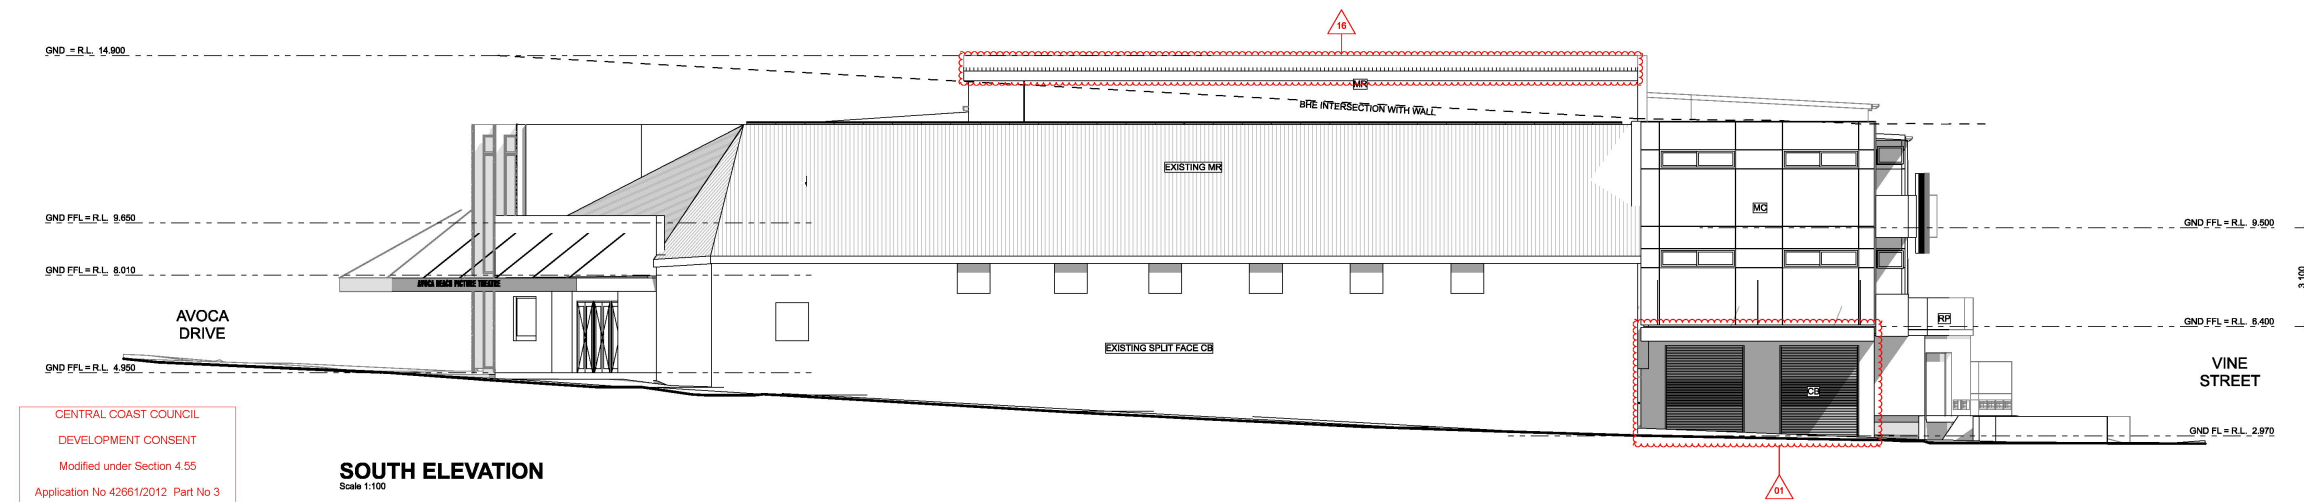 16
GND = R.L. 14.900
MR
BHE INTERSECTION WITH WALL
EXISTING MR
MC
GND FFL = R.L. 9.650
GND FFL = R.L. 9.500
GND FFL = R.L. 8.010
3.100
AVOCA BEACH PICTURE THEATRE
AVOCA
DRIVE
RP
GND FFL = R.L. 6.400
EXISTING SPLIT FACE CB
GND FFL = R.L. 4.950
VINE
STREET
CB
CENTRAL COAST COUNCIL
DEVELOPMENT CONSENT
Modified under Section 4.55
Application No 42661/2012 Part No 3
GND FL = R.L. 2.970
SOUTH ELEVATION
Scale 1:100
01